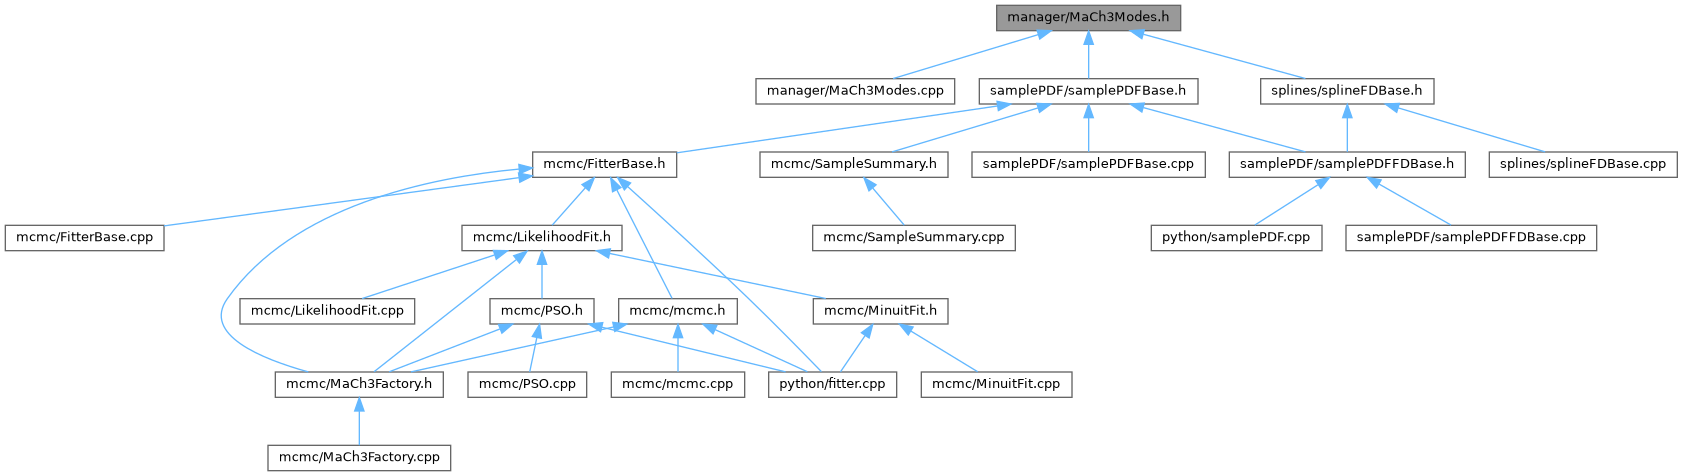 manager/MaCh3Modes.h
manager/MaCh3Modes.cpp
samplePDF/samplePDFBase.h
splines/splineFDBase.h
mcmc/FitterBase.h
mcmc/SampleSummary.h
samplePDF/samplePDFBase.cpp
samplePDF/samplePDFFDBase.h
splines/splineFDBase.cpp
mcmc/FitterBase.cpp
mcmc/LikelihoodFit.h
mcmc/SampleSummary.cpp
python/samplePDF.cpp
samplePDF/samplePDFFDBase.cpp
mcmc/LikelihoodFit.cpp
mcmc/PSO.h
mcmc/mcmc.h
mcmc/MinuitFit.h
mcmc/MaCh3Factory.h
mcmc/PSO.cpp
mcmc/mcmc.cpp
python/fitter.cpp
mcmc/MinuitFit.cpp
mcmc/MaCh3Factory.cpp